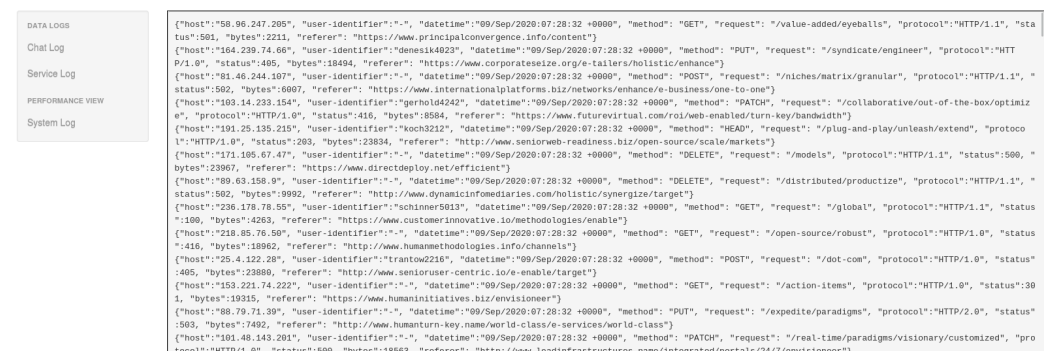 DATA LOGS
Chat Log
Service Log
PERFORMANCE VIEW
System Log
{"host":"58.96.247.205", "user-identifier":"-", "datetime":"09/Sep/2020:07:28:32 +0000", "method": "GET", "request": "/value-added/eyeballs", "protocol":"HTTP/1.1", "sta
tus":501, "bytes":2211, "referer": "https://www.principalconvergence.info/content"}
{"host":"164.239.74.66", "user-identifier":"denesik4023", "datetime":"09/Sep/2020:07:28:32 +0000", "method": "PUT", "request": "/syndicate/engineer", "protocol":"HTT
P/1.0", "status":405, "bytes":18494, "referer": "https://www.corporateseize.org/e-tailers/holistic/enhance"}
{"host":"81.46.244.107", "user-identifier":"-", "datetime":"09/Sep/2020:07:28:32 +0000", "method": "POST", "request": "/niches/matrix/granular", "protocol":"HTTP/1.1", "
status":502, "bytes":6007, "referer": "https://www.internationalplatforms.biz/networks/enhance/e-business/one-to-one"}
{"host":"103.14.233.154", "user-identifier":"gerhold4242", "datetime":"09/Sep/2020:07:28:32 +0000", "method": "PATCH", "request": "/collaborative/out-of-the-box/optimiz
e", "protocol":"HTTP/1.0", "status":416, "bytes":8584, "referer": "https://www.futurevirtual.com/roi/web-enabled/turn-key/bandwidth"}
{"host":"191.25.135.215", "user-identifier":"koch3212", "datetime":"09/Sep/2020:07:28:32 +0000", "method": "HEAD", "request": "/plug-and-play/unleash/extend", "protoco
l":"HTTP/1.0", "status":203, "bytes":23834, "referer": "http://www.seniorweb-readiness.biz/open-source/scale/markets"}
{"host":"171.105.67.47", "user-identifier":"-", "datetime":"09/Sep/2020:07:28:32 +0000", "method": "DELETE", "request": "/models", "protocol":"HTTP/1.1", "status":500, "
bytes":23967, "referer": "https://www.directdeploy.net/efficient"}
{"host":"89.63.158.9", "user-identifier":"-", "datetime":"09/Sep/2020:07:28:32 +0000", "method": "DELETE", "request": "/distributed/productize", "protocol":"HTTP/1.1", "
status":502, "bytes":9992, "referer": "http://www.dynamicinfomediaries.com/holistic/synergize/target"}
{"host":"236.178.78.55", "user-identifier":"schinner5013", "datetime":"09/Sep/2020:07:28:32 +0000", "method": "GET", "request": "/global", "protocol":"HTTP/1.1", "status
":100, "bytes":4263, "referer": "https://www.customerinnovative.io/methodologies/enable"}
{"host":"218.85.76.50", "user-identifier":"-", "datetime":"09/Sep/2020:07:28:32 +0000", "method": "GET", "request": "/open-source/robust", "protocol":"HTTP/1.0", "status
":416, "bytes":18962, "referer": "http://www.humanmethodologies.info/channels"}
{"host":"25.4.122.28", "user-identifier":"trantow2216", "datetime":"09/Sep/2020:07:28:32 +0000", "method": "POST", "request": "/dot-com", "protocol":"HTTP/1.0", "status"
:405, "bytes":23880, "referer": "http://www.senioruser-centric.io/e-enable/target"}
{"host":"153.221.74.222", "user-identifier":"-", "datetime":"09/Sep/2020:07:28:32 +0000", "method": "GET", "request": "/action-items", "protocol":"HTTP/1.0", "status":30
1, "bytes":19315, "referer": "https://www.humaninitiatives.biz/envisioneer"}
{"host":"88.79.71.39", "user-identifier":"-", "datetime":"09/Sep/2020:07:28:32 +0000", "method": "PUT", "request": "/expedite/paradigms", "protocol":"HTTP/2.0", "status"
:503, "bytes":7492, "referer": "http://www.humanturn-key.name/world-class/e-services/world-class"}
{"host":"101.48.143.201", "user-identifier":"-", "datetime":"09/Sep/2020:07:28:32 +0000", "method": "PATCH", "request": "/real-time/paradigms/visionary/customized", "pro
tocol":"HTTP/1.0", "status":500, "bytes":18563, "referer": "http://www.leadinfrastructures.name/integrated/portals/24/7/envisioneer"}